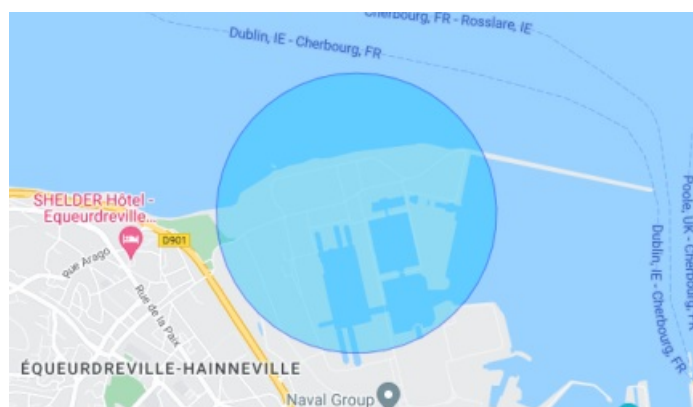 Cherbourg, FR - Rosslare, IE
Dublin, IE - Cherbourg, FR
SHELDER Hôtel -
Equeurdreville...
D901
Rue Arago
Rue de la Paix
Poole, UK - Cherbourg, FR
Dublin, IE - Cherbourg, FR
ÉQUEURDREVILLE-HAINNEVILLE
Naval Group